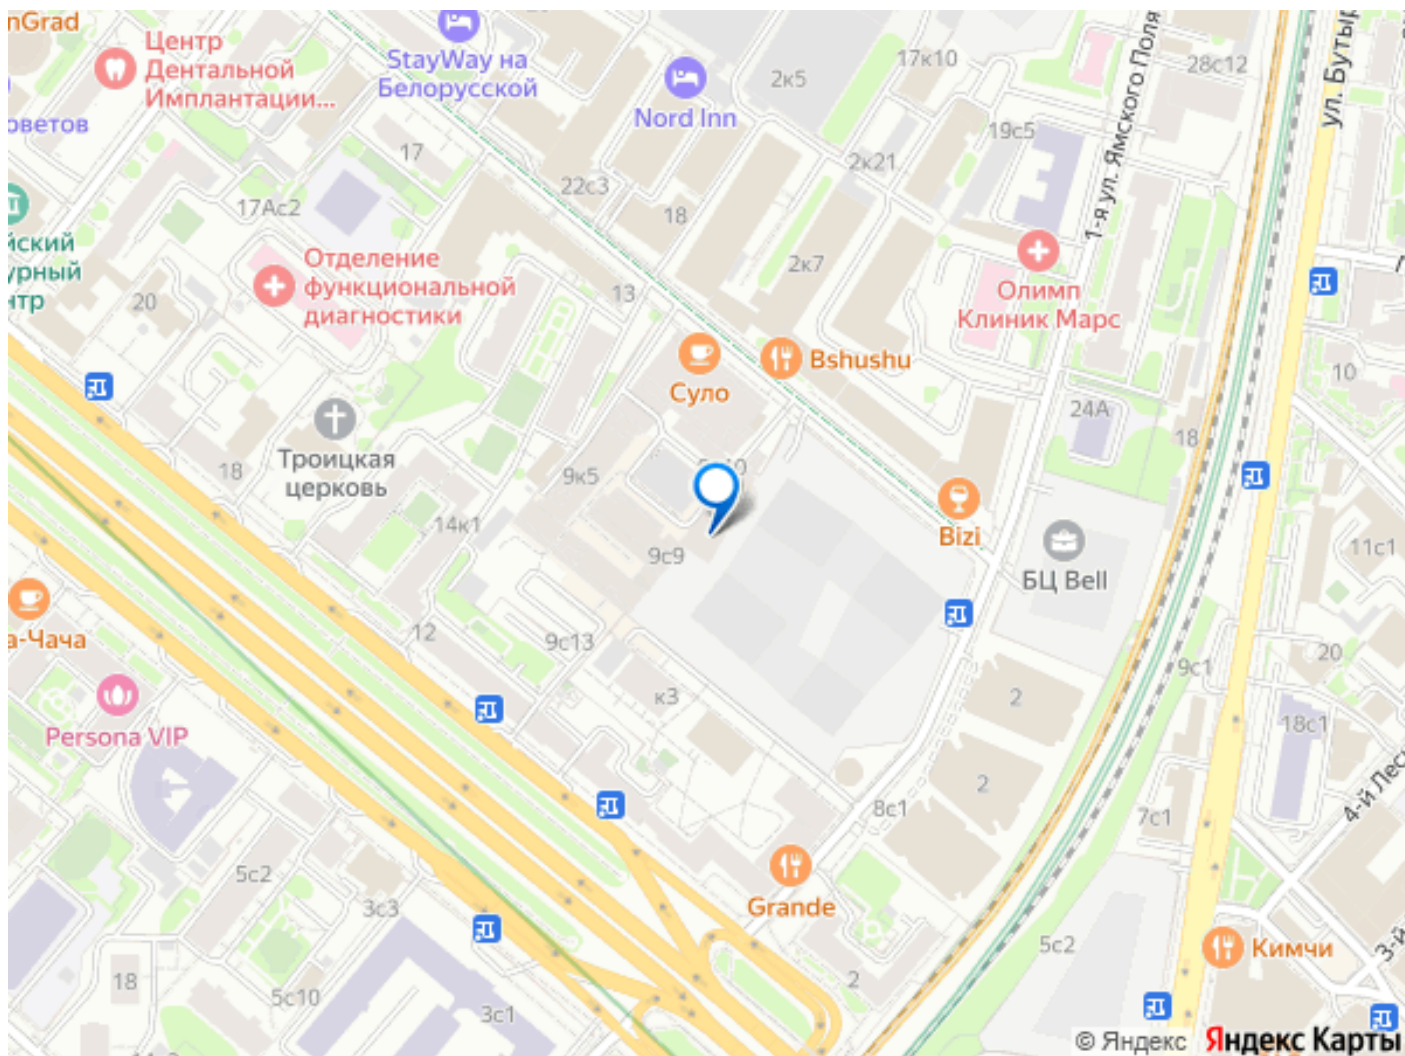 nGrad
Центр
Дентальной
Имплантации...
StayWay на
Белорусской
Nord Inn
2к5
17к10
28с12
1-я ул. Ямского Поля
ул. Бутыр
оветов
17
19с5
2к21
22с3
17Ас2
18
йский
урный
нтр
20
Отделение
функциональной
диагностики
13
2к7
Олимп
Клиник Марс
Суло
Bshushu
10
24А
18
Троицкая
церковь
18
9к5
14к1
9с9
Bizi
БЦ Bell
11с1
а-Чача
12
9с13
20
9с1
Persona VIP
к3
2
18с1
2
8с1
7с1
4-й Лес
5с2
3с3
Grande
5с2
Кимчи
3-й
18
5с10
3с1
2
© Яндекс
Яндекс Карты